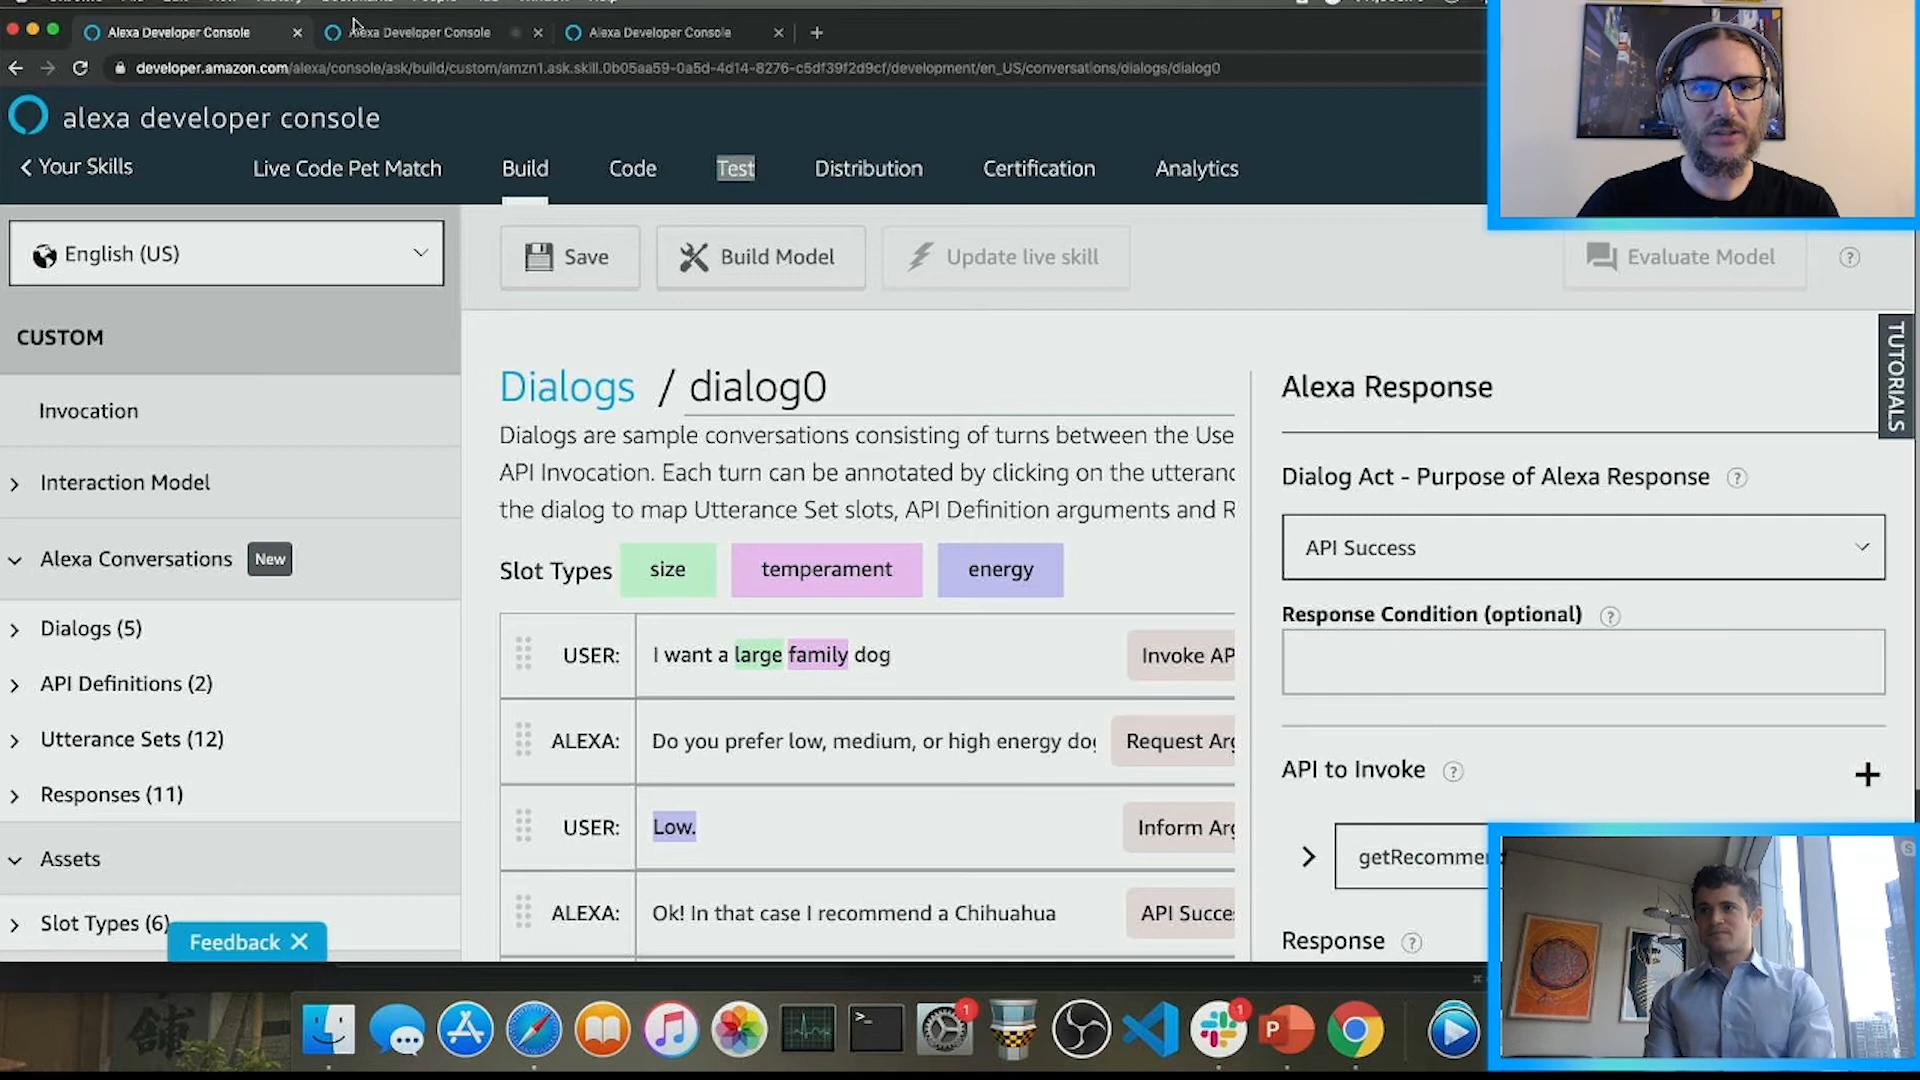 Alexa Developer Console
Alexa Developer Console
Alexa Developer Console
developer.amazon.com/alexa/console/ask/build/custom/amzn1.ask.skill.0b05aa59-0a5d-4d14-8276-c5df39f2d9cf/development/en_US/conversations/dialogs/dialog0
alexa developer console
Your Skills
Live Code Pet Match
Build
Code
Test
Distribution
Certification
Analytics
English (US)
Save
Build Model
Update live skill
Evaluate Model
CUSTOM
Invocation
Interaction Model
Alexa Conversations New
Dialogs (5)
API Definitions (2)
Utterance Sets (12)
Responses (11)
Assets
Slot Types (6)
Feedback
Dialogs / dialog0
Dialogs are sample conversations consisting of turns between the Use
API Invocation. Each turn can be annotated by clicking on the utteranc
the dialog to map Utterance Set slots, API Definition arguments and R
Slot Types size temperament energy
USER: I want a large family dog Invoke AP
ALEXA: Do you prefer low, medium, or high energy dog Request Arg
USER: Low. Inform Arg
ALEXA: Ok! In that case I recommend a Chihuahua API Succe
Alexa Response
Dialog Act - Purpose of Alexa Response
API Success
Response Condition (optional)
API to Invoke
getRecommen
Response
TUTORIALS